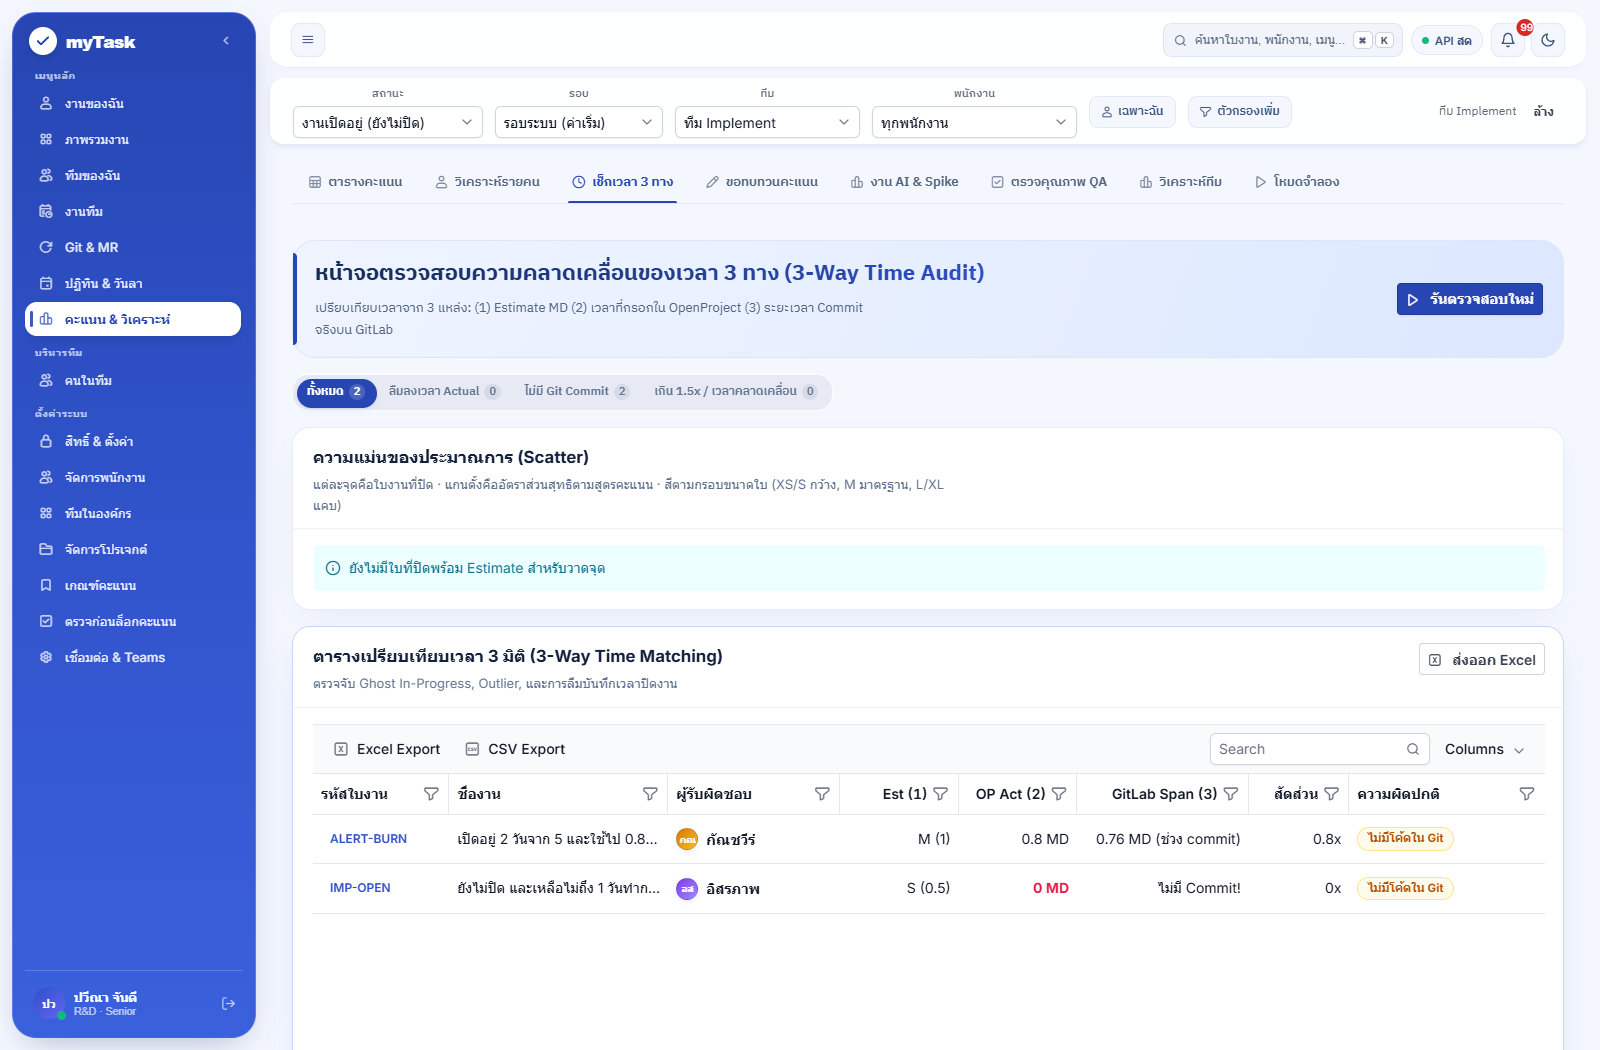 myTask
เมนูหลัก
งานของฉัน
ภาพรวมงาน
ทีมของฉัน
งานทีม
Git & MR
ปฏิทิน & วันลา
คะแนน & วิเคราะห์
บริหารทีม
คนในทีม
ตั้งค่าระบบ
สิทธิ์ & ตั้งค่า
จัดการพนักงาน
ทีมในองค์กร
จัดการโปรเจกต์
เกณฑ์คะแนน
ตรวจก่อนล็อกคะแนน
เชื่อมต่อ & Teams
ปว ปวีณา จันดี
R&D · Senior
ค้นหาใบงาน, พนักงาน, เมนู... ⌘ K
API สด
99
สถานะ รอบ ทีม พนักงาน
งานเปิดอยู่ (ยังไม่ปิด) รอบระบบ (ค่าเริ่ม) ทีม Implement ทุกพนักงาน เฉพาะฉัน ตัวกรองเพิ่ม ทีม Implement ล้าง
ตารางคะแนน วิเคราะห์รายคน เช็กเวลา 3 ทาง ขอทบทวนคะแนน งาน AI & Spike ตรวจคุณภาพ QA วิเคราะห์ทีม โหมดจำลอง
หน้าจอตรวจสอบความคลาดเคลื่อนของเวลา 3 ทาง (3-Way Time Audit)
เปรียบเทียบเวลาจาก 3 แหล่ง: (1) Estimate MD (2) เวลาที่กรอกใน OpenProject (3) ระยะเวลา Commit
จริงบน GitLab
รันตรวจสอบใหม่
ทั้งหมด 2 ลืมลงเวลา Actual 0 ไม่มี Git Commit 2 เกิน 1.5x / เวลาคลาดเคลื่อน 0
ความแม่นของประมาณการ (Scatter)
แต่ละจุดคือใบงานที่ปิด · แกนตั้งคืออัตราส่วนสุทธิตามสูตรคะแนน · สีตามกรอบขนาดใบ (XS/S กว้าง, M มาตรฐาน, L/XL
แคบ)
ยังไม่มีใบที่ปิดพร้อม Estimate สำหรับวาดจุด
ตารางเปรียบเทียบเวลา 3 มิติ (3-Way Time Matching)
ตรวจจับ Ghost In-Progress, Outlier, และการลืมบันทึกเวลาปิดงาน
ส่งออก Excel
Excel Export CSV Export Search Columns
รหัสใบงาน ชื่องาน ผู้รับผิดชอบ Est (1) OP Act (2) GitLab Span (3) สัดส่วน ความผิดปกติ
ALERT-BURN เปิดอยู่ 2 วันจาก 5 และใช้ไป 0.8... กัณชวีร์ M (1) 0.8 MD 0.76 MD (ช่วง commit) 0.8x ไม่มีโค้ดใน Git
IMP-OPEN ยังไม่ปิด และเหลือไม่ถึง 1 วันทำก... อส อิสรภาพ S (0.5) 0 MD ไม่มี Commit! 0x ไม่มีโค้ดใน Git